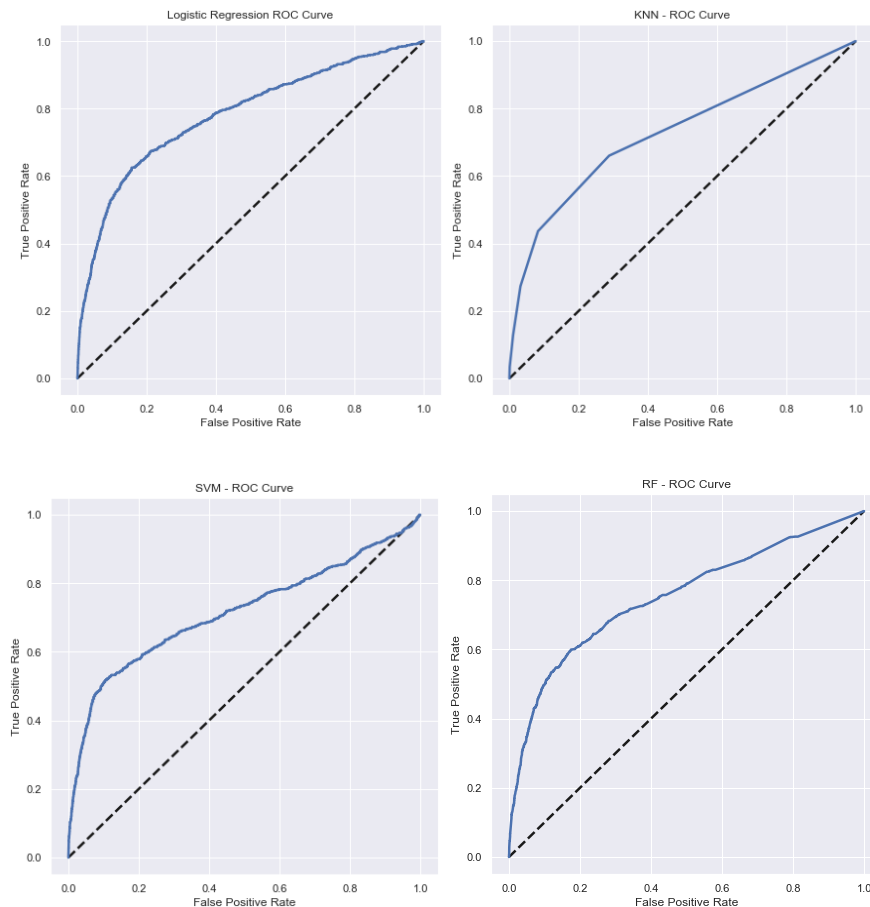 Logistic Regression ROC Curve
1.0
0.8
0.6
0.4
0.2
0.0
True Positive Rate
0.0 0.2 0.4 0.6 0.8 1.0
False Positive Rate
KNN - ROC Curve
1.0
0.8
0.6
0.4
0.2
0.0
True Positive Rate
0.0 0.2 0.4 0.6 0.8 1.0
False Positive Rate
SVM - ROC Curve
1.0
0.8
0.6
0.4
0.2
0.0
True Positive Rate
0.0 0.2 0.4 0.6 0.8 1.0
False Positive Rate
RF - ROC Curve
1.0
0.8
0.6
0.4
0.2
0.0
True Positive Rate
0.0 0.2 0.4 0.6 0.8 1.0
False Positive Rate